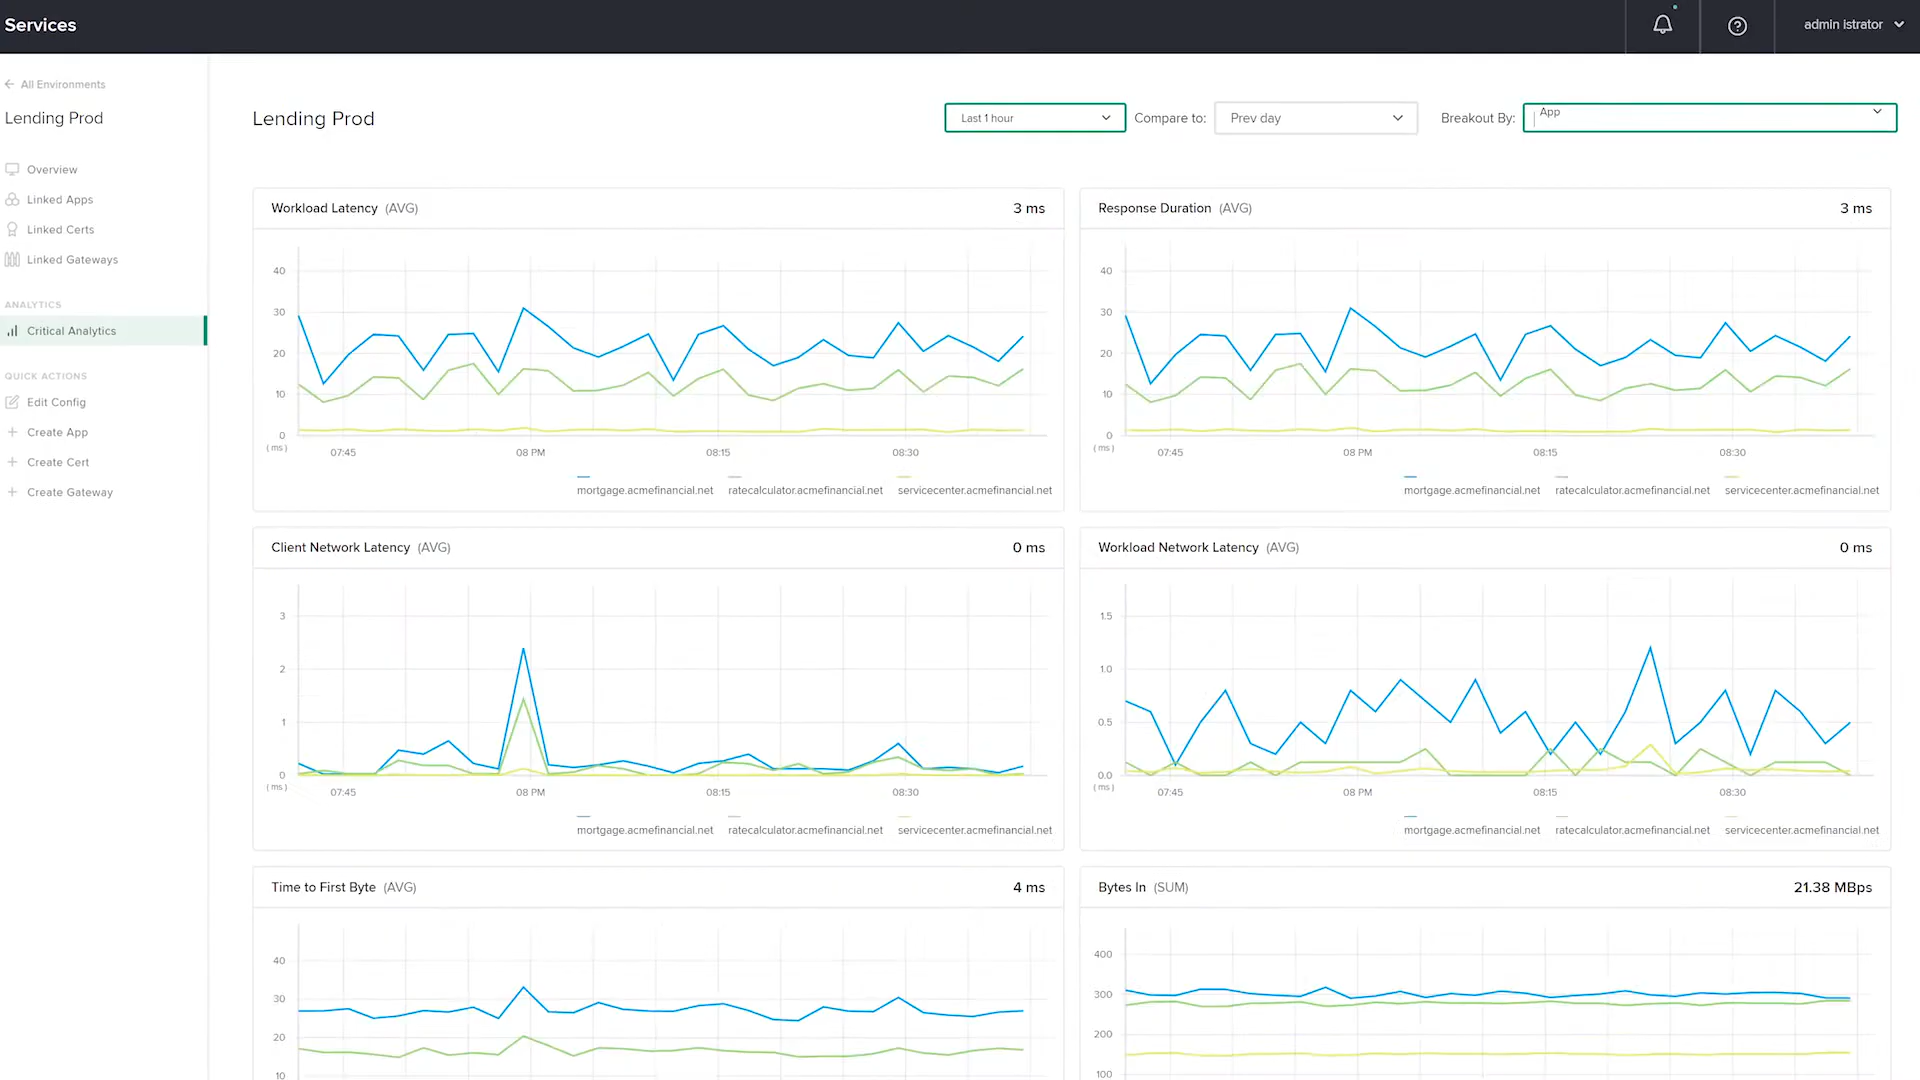 Services
admin istrator
All Environments
Lending Prod
Overview
Linked Apps
Linked Certs
Linked Gateways
ANALYTICS
Critical Analytics
QUICK ACTIONS
Edit Config
Create App
Create Cert
Create Gateway
Lending Prod
Last 1 hour
Compare to:
Prev day
Breakout By:
App
Workload Latency (AVG)
3 ms
40
30
20
10
0
(ms)
07:45
08 PM
08:15
08:30
mortgage.acmefinancial.net
ratecalculator.acmefinancial.net
servicecenter.acmefinancial.net
Response Duration (AVG)
3 ms
40
30
20
10
0
(ms)
07:45
08 PM
08:15
08:30
mortgage.acmefinancial.net
ratecalculator.acmefinancial.net
servicecenter.acmefinancial.net
Client Network Latency (AVG)
0 ms
3
2
1
0
(ms)
07:45
08 PM
08:15
08:30
mortgage.acmefinancial.net
ratecalculator.acmefinancial.net
servicecenter.acmefinancial.net
Workload Network Latency (AVG)
0 ms
1.5
1.0
0.5
0.0
(ms)
07:45
08 PM
08:15
08:30
mortgage.acmefinancial.net
ratecalculator.acmefinancial.net
servicecenter.acmefinancial.net
Time to First Byte (AVG)
4 ms
40
30
20
10
Bytes In (SUM)
21.38 MBps
400
300
200
100